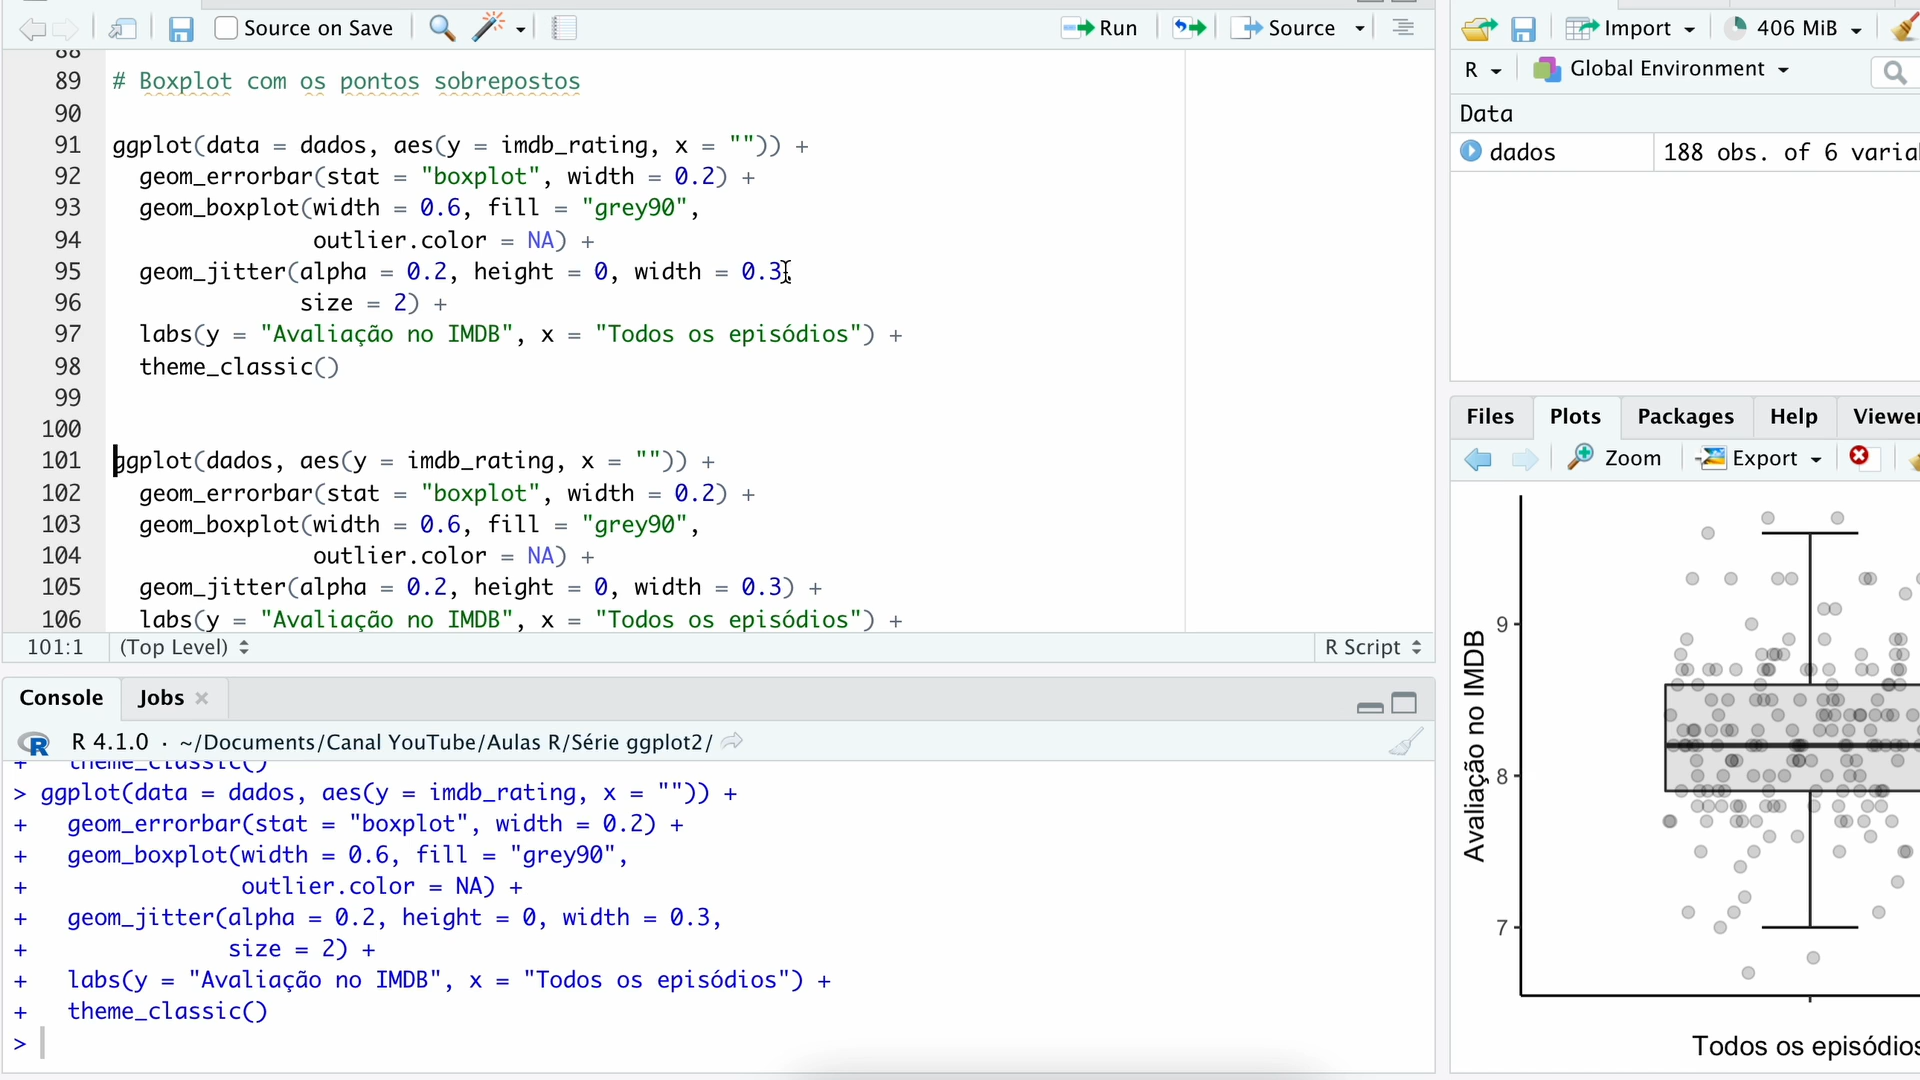 Source on Save
Run
Source
88
89 # Boxplot com os pontos sobrepostos
90
91 ggplot(data = dados, aes(y = imdb_rating, x = "")) +
92 geom_errorbar(stat = "boxplot", width = 0.2) +
93 geom_boxplot(width = 0.6, fill = "grey90",
94 outlier.color = NA) +
95 geom_jitter(alpha = 0.2, height = 0, width = 0.3,
96 size = 2) +
97 labs(y = "Avaliação no IMDB", x = "Todos os episódios") +
98 theme_classic()
99
100
101 ggplot(dados, aes(y = imdb_rating, x = "")) +
102 geom_errorbar(stat = "boxplot", width = 0.2) +
103 geom_boxplot(width = 0.6, fill = "grey90",
104 outlier.color = NA) +
105 geom_jitter(alpha = 0.2, height = 0, width = 0.3) +
106 labs(y = "Avaliação no IMDB", x = "Todos os episódios") +
101:1 (Top Level) R Script
Console Jobs
R R 4.1.0 · ~/Documents/Canal YouTube/Aulas R/Série ggplot2/
+ theme_classic()
> ggplot(data = dados, aes(y = imdb_rating, x = "")) +
+ geom_errorbar(stat = "boxplot", width = 0.2) +
+ geom_boxplot(width = 0.6, fill = "grey90",
+ outlier.color = NA) +
+ geom_jitter(alpha = 0.2, height = 0, width = 0.3,
+ size = 2) +
+ labs(y = "Avaliação no IMDB", x = "Todos os episódios") +
+ theme_classic()
>
Import 406 MiB
R Global Environment
Data
dados 188 obs. of 6 varia
Files Plots Packages Help Viewer
Zoom Export
Avaliação no IMDB
9
8
7
Todos os episódios